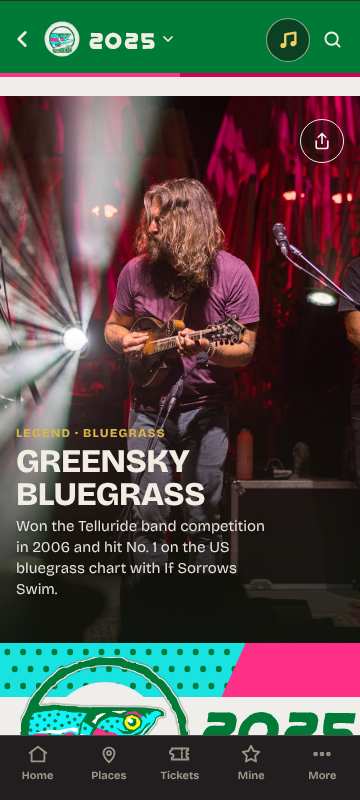 2025
LEGEND · BLUEGRASS
GREENSKY
BLUEGRASS
Won the Telluride band competition
in 2006 and hit No. 1 on the US
bluegrass chart with If Sorrows
Swim.
2025
Home
Places
Tickets
Mine
More